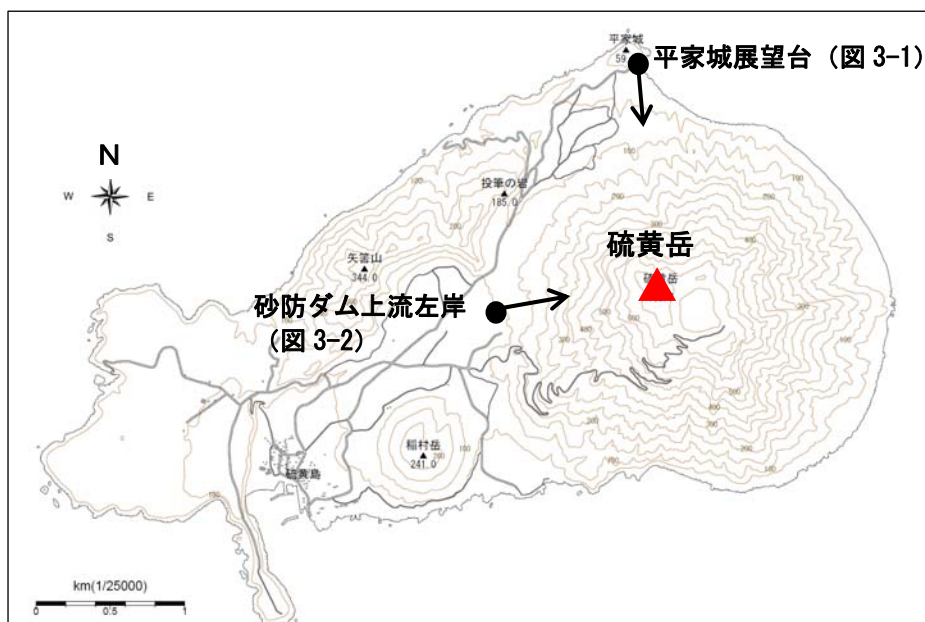 平家城
59
平家城展望台（図 3-1）
N
W
E
S
投筆の岩
185.0
矢筈山
344.0
硫黄岳
砂防ダム上流左岸
（図 3-2）
稲村岳
241.0
硫黄島
km(1/25000)
0
0.5
1